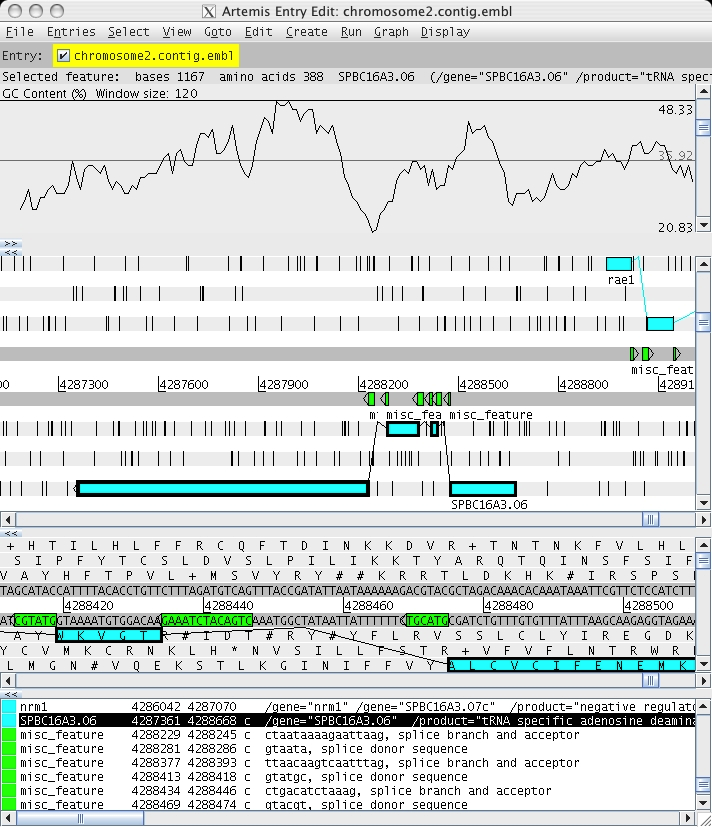 Artemis Entry Edit: chromosome2.contig.embl
File Entries Select View Goto Edit Create Run Graph Display
Entry: chromosome2.contig.embl
Selected feature: bases 1167 amino acids 388 SPBC16A3.06 (/gene="SPBC16A3.06" /product="tRNA spec
GC Content (%) Window size: 120
48.33
35.92
20.83
>>
<<
rae1
misc_feat
00 4287300 4287600 4287900 4288200 4288500 4288800 42891
m misc_fea misc_feature
SPBC16A3.06
<<
+ H T I L H L F F R C Q F T D I N K K D V R + T N T N K F V L H L
S I P F Y T C S L D V S L P I L I K K T Y A R Q T Q I N S F S I F
V A Y H F T P V L + M S V Y R # # K R R T L D K H K # I R S P S
4288420 4288440 4288460 4288480 4288500
CGTATG GTAAAATGTGGACAA GAAATCTACAGTC TGCATG
A Y W K V G T # I D T # R Y # Y F L R V S S L C L Y I R E G D K
L M G N # V Q E K S T L K G I N I F F V Y A L C V C I F E N E M K
<<
nrm1 4286042 4287070 /gene="nrm1" /gene="SPBC16A3.07c" /product="negative regulato
SPBC16A3.06 4287361 4288668 c /gene="SPBC16A3.06" /product="tRNA specific adenosine deamina
misc_feature 4288229 4288245 c ctaataaaagaattaag, splice branch and acceptor
misc_feature 4288281 4288286 c gtaata, splice donor sequence
misc_feature 4288377 4288393 c ttaacaagtcaatttag, splice branch and acceptor
misc_feature 4288413 4288418 c gtatgc, splice donor sequence
misc_feature 4288434 4288446 c ctgacatctaaag, splice branch and acceptor
misc_feature 4288469 4288474 c gtacgt, splice donor sequence